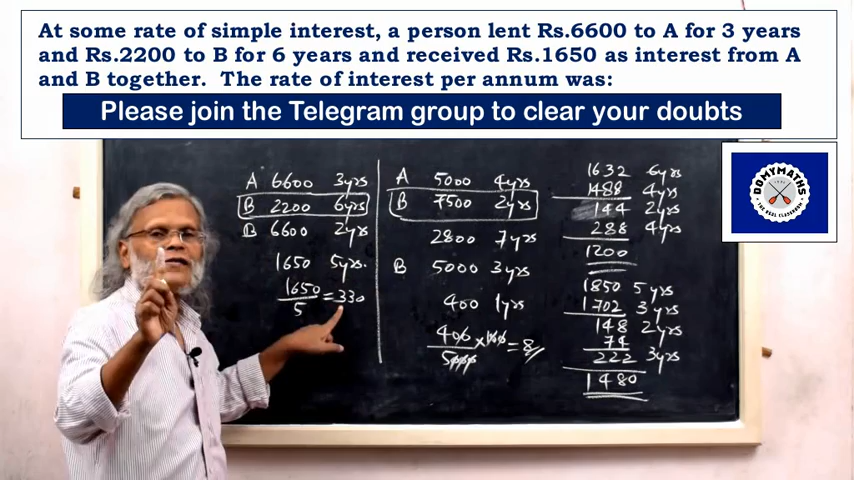 At some rate of simple interest, a person lent Rs.6600 to A for 3 years
and Rs.2200 to B for 6 years and received Rs.1650 as interest from A
and B together. The rate of interest per annum was:
Please join the Telegram group to clear your doubts
DOMYMATHS
THE REAL CLASSROOM
A 6600 3yrs
B 2200 6yrs
B 6600 2yrs
1650 5yrs.
1650/5 = 330
A 5000 4yrs
B 7500 2yrs
2800 7yrs
B 5000 3yrs
400 1yrs
400/5000 × 100 = 8
1632 6yrs
1488 4yrs
144 2yrs
288 4yrs
1200
1850 5yrs
1702 3yrs
148 2yrs
74
222 3yrs
1480